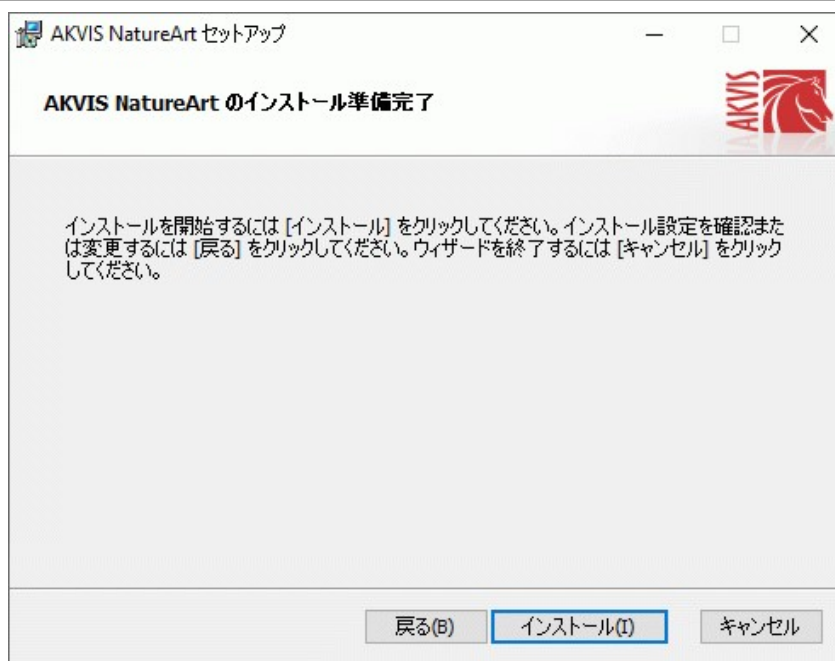 AKVIS NatureArt セットアップ
AKVIS NatureArt のインストール準備完了
AKVIS
インストールを開始するには [インストール] をクリックしてください。インストール設定を確認また
は変更するには [戻る] をクリックしてください。ウィザードを終了するには [キャンセル] をクリック
してください。
戻る(B) インストール(I) キャンセル